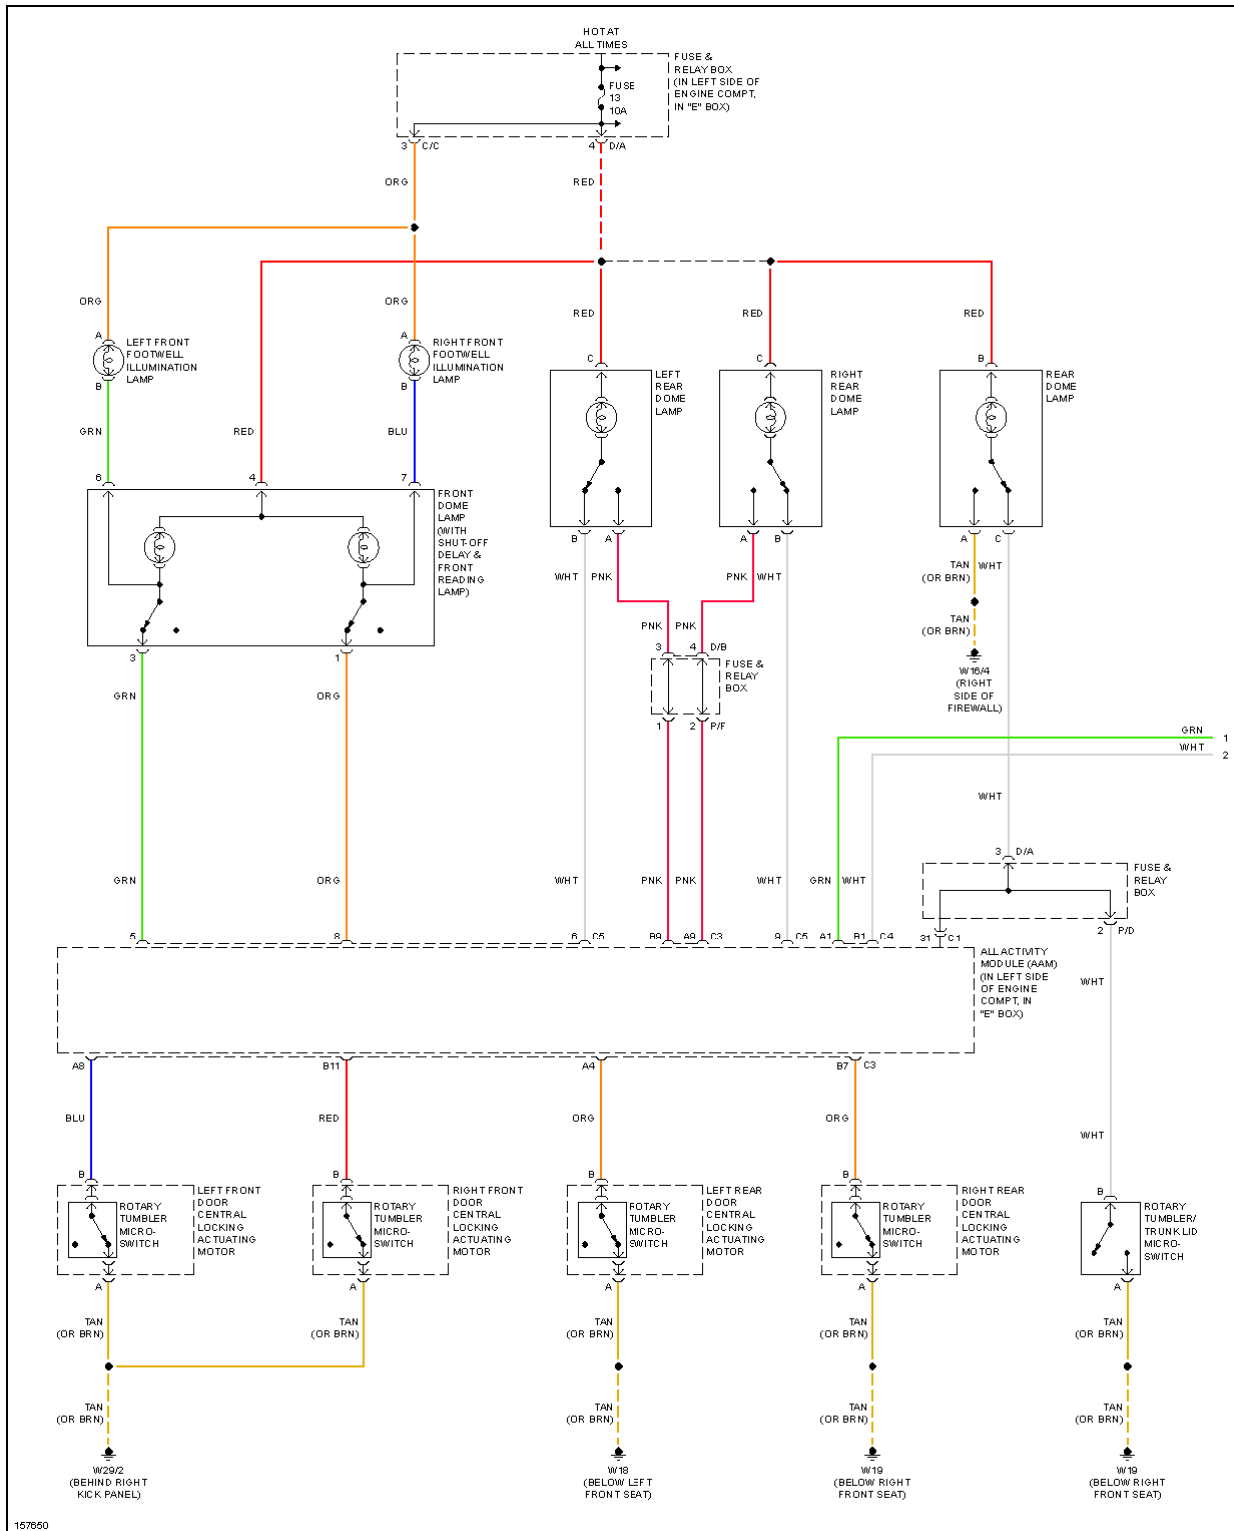 HOT AT
ALL TIMES
FUSE &
RELAY BOX
(IN LEFT SIDE OF
ENGINE COMPT,
IN "E" BOX)
FUSE
13
10A
3 C/C
4 D/A
ORG
RED
ORG
ORG
RED
RED
RED
A
LEFT FRONT
FOOTWELL
ILLUMINATION
LAMP
B
A
RIGHT FRONT
FOOTWELL
ILLUMINATION
LAMP
B
C
LEFT
REAR
DOME
LAMP
C
RIGHT
REAR
DOME
LAMP
B
REAR
DOME
LAMP
GRN
RED
BLU
6
4
7
FRONT
DOME
LAMP
(WITH
SHUT-OFF
DELAY &
FRONT
READING
LAMP)
B
A
A
B
A
C
WHT
PNK
PNK
WHT
TAN
(OR BRN)
WHT
PNK
PNK
TAN
(OR BRN)
3
1
3
4 D/B
FUSE &
RELAY
BOX
1
2 P/F
W16/4
(RIGHT
SIDE OF
FIREWALL)
GRN
ORG
GRN 1
WHT 2
WHT
3 D/A
FUSE &
RELAY
BOX
GRN
ORG
WHT
PNK
PNK
WHT
GRN
WHT
5
8
6 C5
B9
A9 C3
9 C5
A1
B1 C4
31 C1
2 P/D
ALL ACTIVITY
MODULE (AAM)
(IN LEFT SIDE
OF ENGINE
COMPT, IN
"E" BOX)
WHT
A8
B11
A4
B7 C3
BLU
RED
ORG
ORG
WHT
B
B
B
B
B
ROTARY
TUMBLER
MICRO-
SWITCH
LEFT FRONT
DOOR
CENTRAL
LOCKING
ACTUATING
MOTOR
ROTARY
TUMBLER
MICRO-
SWITCH
RIGHT FRONT
DOOR
CENTRAL
LOCKING
ACTUATING
MOTOR
ROTARY
TUMBLER
MICRO-
SWITCH
LEFT REAR
DOOR
CENTRAL
LOCKING
ACTUATING
MOTOR
ROTARY
TUMBLER
MICRO-
SWITCH
RIGHT REAR
DOOR
CENTRAL
LOCKING
ACTUATING
MOTOR
ROTARY
TUMBLER/
TRUNK LID
MICRO-
SWITCH
A
A
A
A
A
TAN
(OR BRN)
TAN
(OR BRN)
TAN
(OR BRN)
TAN
(OR BRN)
TAN
(OR BRN)
TAN
(OR BRN)
TAN
(OR BRN)
TAN
(OR BRN)
TAN
(OR BRN)
W29/2
(BEHIND RIGHT
KICK PANEL)
W18
(BELOW LEFT
FRONT SEAT)
W19
(BELOW RIGHT
FRONT SEAT)
W19
(BELOW RIGHT
FRONT SEAT)
157650